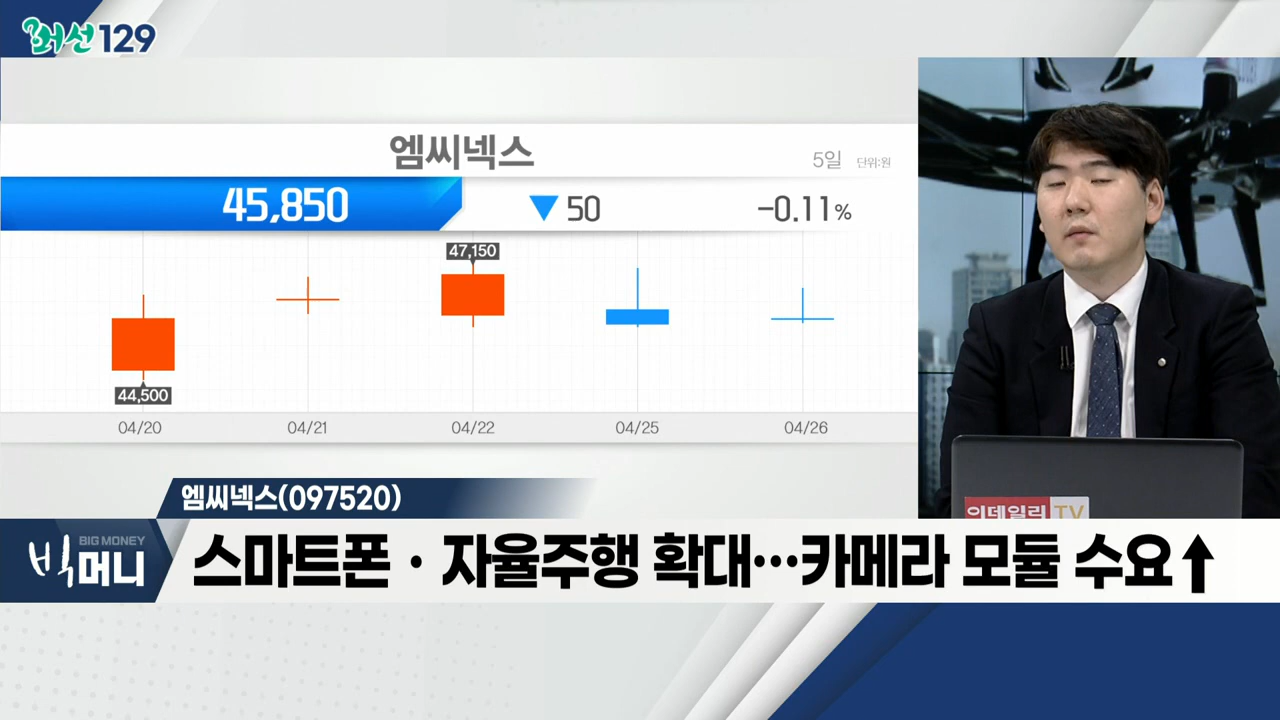 최선129
엠씨넥스
5일 단위:원
45,850 ▼50 -0.11%
47,150
44,500
04/20 04/21 04/22 04/25 04/26
엠씨넥스(097520)
BIG MONEY
빅머니
스마트폰·자율주행 확대…카메라 모듈 수요↑
이데일리TV